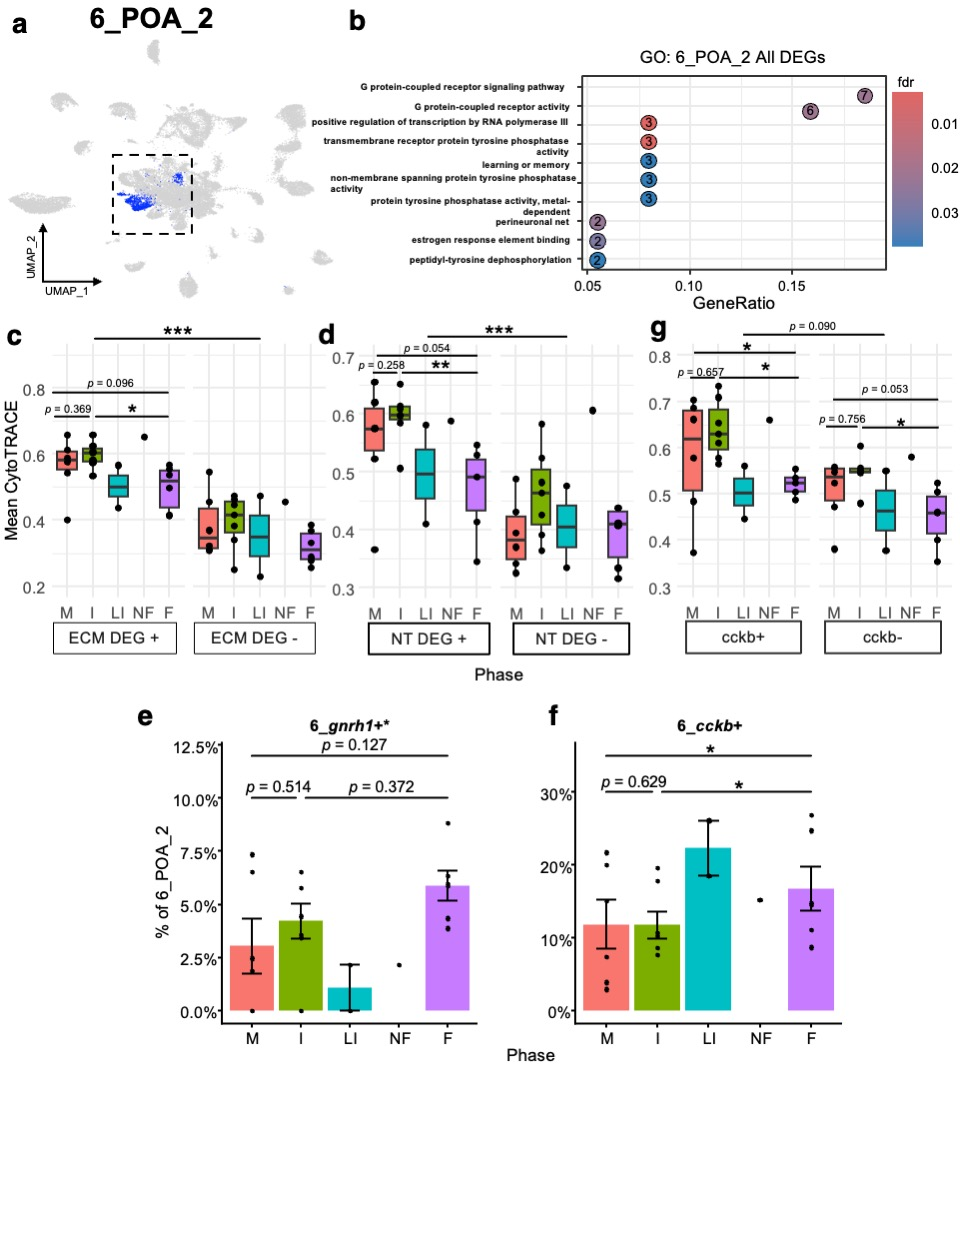 a
6_POA_2
UMAP_2
UMAP_1
b
GO: 6_POA_2 All DEGs
G protein-coupled receptor signaling pathway
G protein-coupled receptor activity
positive regulation of transcription by RNA polymerase III
transmembrane receptor protein tyrosine phosphatase
activity
learning or memory
non-membrane spanning protein tyrosine phosphatase
activity
protein tyrosine phosphatase activity, metal-
dependent
perineuronal net
estrogen response element binding
peptidyl-tyrosine dephosphorylation
7
6
3
3
3
3
3
2
2
2
0.05
0.10
0.15
GeneRatio
fdr
0.01
0.02
0.03
c
***
p = 0.096
p = 0.369
*
Mean CytoTRACE
0.8
0.6
0.4
0.2
M I LI NF F
M I LI NF F
ECM DEG +
ECM DEG -
d
***
p = 0.054
p = 0.258
**
0.7
0.6
0.5
0.4
0.3
M I LI NF F
M I LI NF F
NT DEG +
NT DEG -
g
p = 0.090
*
p = 0.657
*
p = 0.053
p = 0.756
*
0.8
0.7
0.6
0.5
0.4
0.3
M I LI NF F
M I LI NF F
cckb+
cckb-
Phase
e
6_gnrh1+*
p = 0.127
p = 0.514
p = 0.372
% of 6_POA_2
12.5%
10.0%
7.5%
5.0%
2.5%
0.0%
M I LI NF F
f
6_cckb+
*
p = 0.629
*
30%
20%
10%
0%
M I LI NF F
Phase